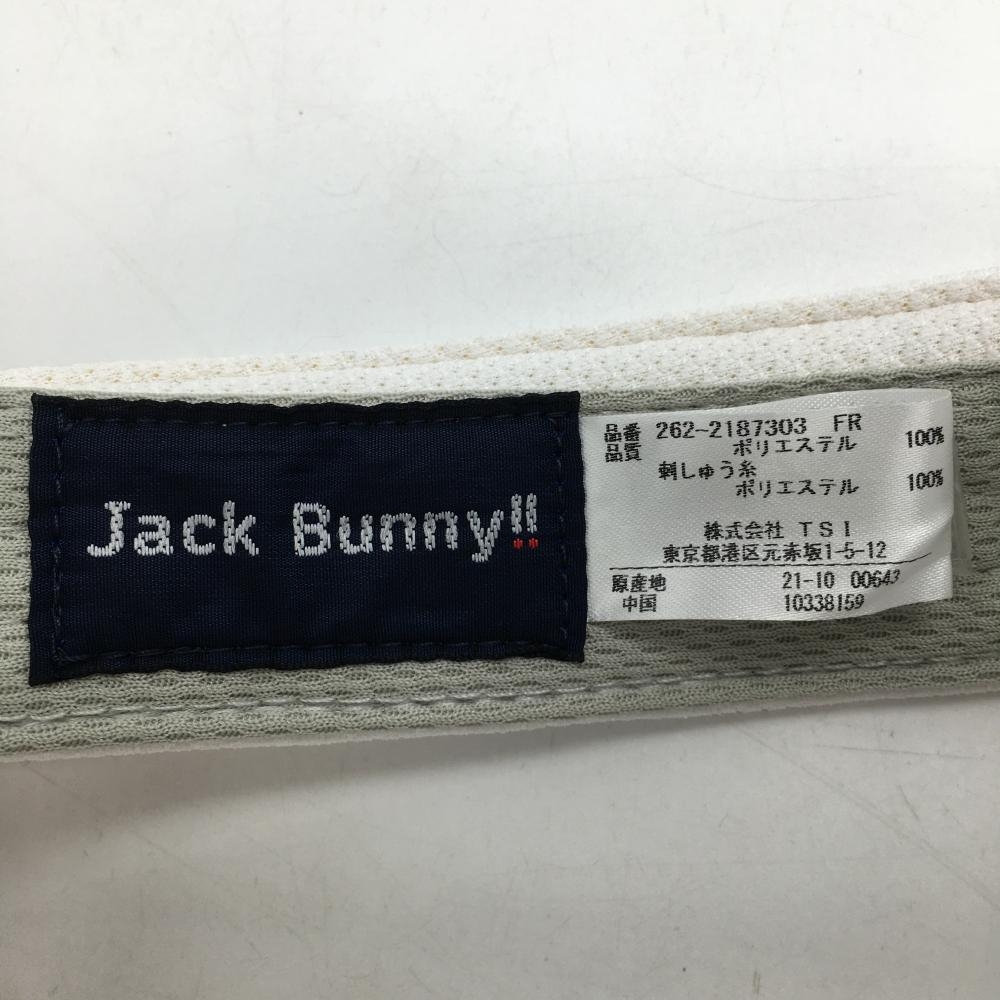 Jack Bunny!!
品番 262-2187303 FR
品質 ポリエステル 100%
刺しゅう糸
ポリエステル 100%
株式会社 TSI
東京都港区元赤坂1-5-12
原産地 21-10 00643
中国 10338159